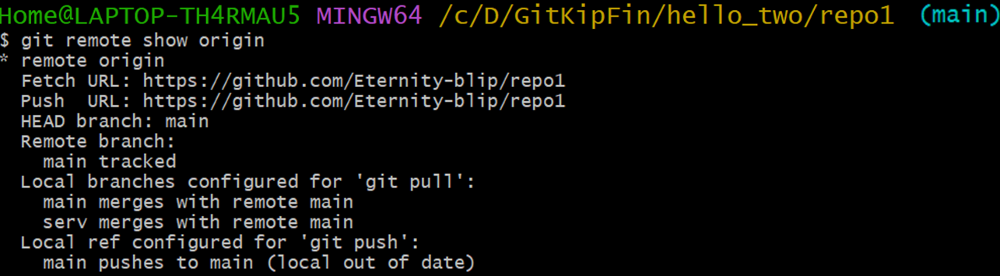 Home@LAPTOP-TH4RMAU5 MINGW64 /c/D/GitKipFin/hello_two/repo1 (main)
$ git remote show origin
* remote origin
  Fetch URL: https://github.com/Eternity-blip/repo1
  Push  URL: https://github.com/Eternity-blip/repo1
  HEAD branch: main
  Remote branch:
    main tracked
  Local branches configured for 'git pull':
    main merges with remote main
    serv merges with remote main
  Local ref configured for 'git push':
    main pushes to main (local out of date)